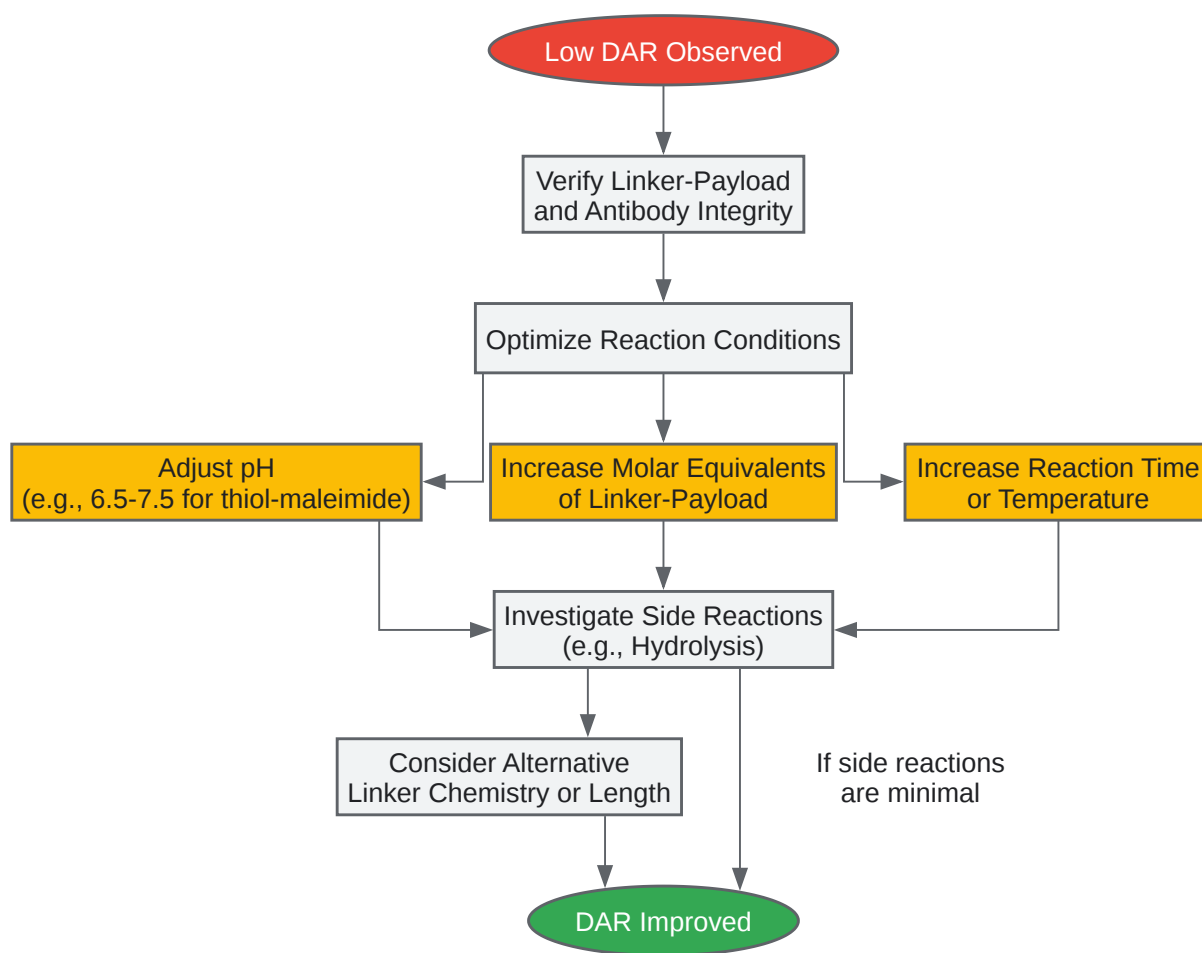 Low DAR Observed
Verify Linker-Payload
and Antibody Integrity
Optimize Reaction Conditions
Adjust pH
(e.g., 6.5-7.5 for thiol-maleimide)
Increase Molar Equivalents
of Linker-Payload
Increase Reaction Time
or Temperature
Investigate Side Reactions
(e.g., Hydrolysis)
Consider Alternative
Linker Chemistry or Length
If side reactions
are minimal
DAR Improved